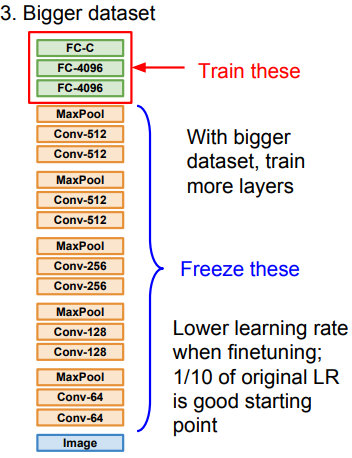 3. Bigger dataset
FC-C
FC-4096
FC-4096
Train these
MaxPool
Conv-512
Conv-512
MaxPool
Conv-512
Conv-512
MaxPool
Conv-256
Conv-256
MaxPool
Conv-128
Conv-128
MaxPool
Conv-64
Conv-64
Image
With bigger
dataset, train
more layers
Freeze these
Lower learning rate
when finetuning;
1/10 of original LR
is good starting
point